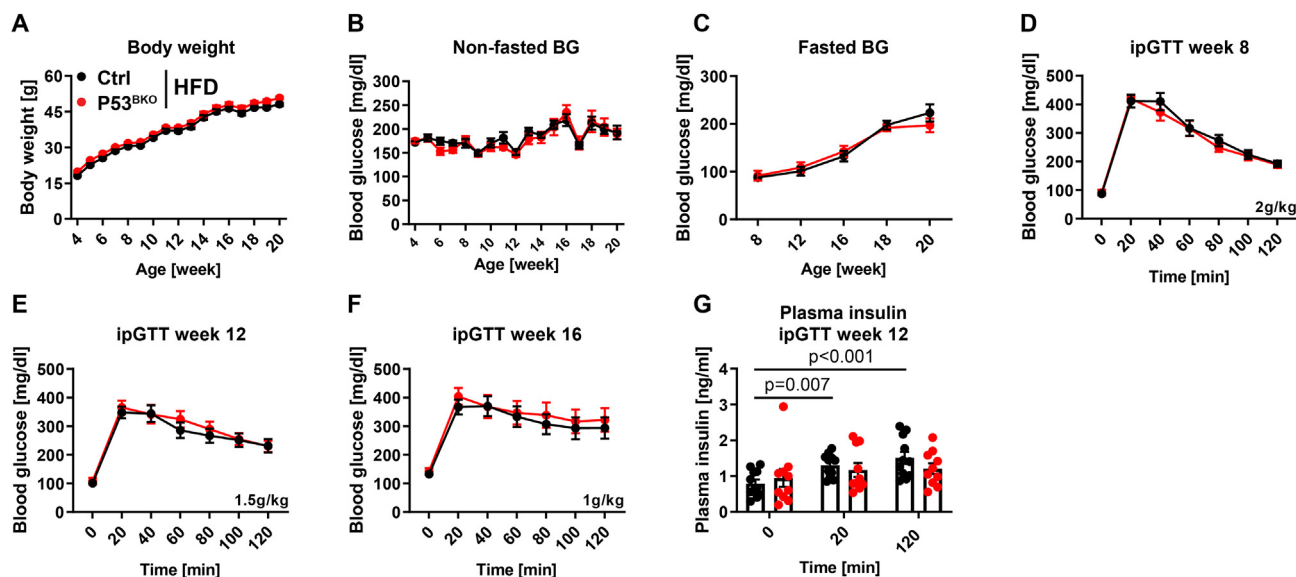 A
Body weight
Body weight [g]
60
45
30
15
0
Ctrl
P53BKO
HFD
4
6
8
10
12
14
16
18
20
Age [week]
B
Non-fasted BG
Blood glucose [mg/dl]
300
250
200
150
100
50
0
4
6
8
10
12
14
16
18
20
Age [week]
C
Fasted BG
Blood glucose [mg/dl]
300
200
100
0
8
12
16
18
20
Age [week]
D
ipGTT week 8
Blood glucose [mg/dl]
500
400
300
200
100
0
2g/kg
0
20
40
60
80
100
120
Time [min]
E
ipGTT week 12
Blood glucose [mg/dl]
500
400
300
200
100
0
1.5g/kg
0
20
40
60
80
100
120
Time [min]
F
ipGTT week 16
Blood glucose [mg/dl]
500
400
300
200
100
0
1g/kg
0
20
40
60
80
100
120
Time [min]
G
Plasma insulin
ipGTT week 12
Plasma insulin [ng/ml]
p<0.001
p=0.007
4
3
2
1
0
0
20
120
Time [min]